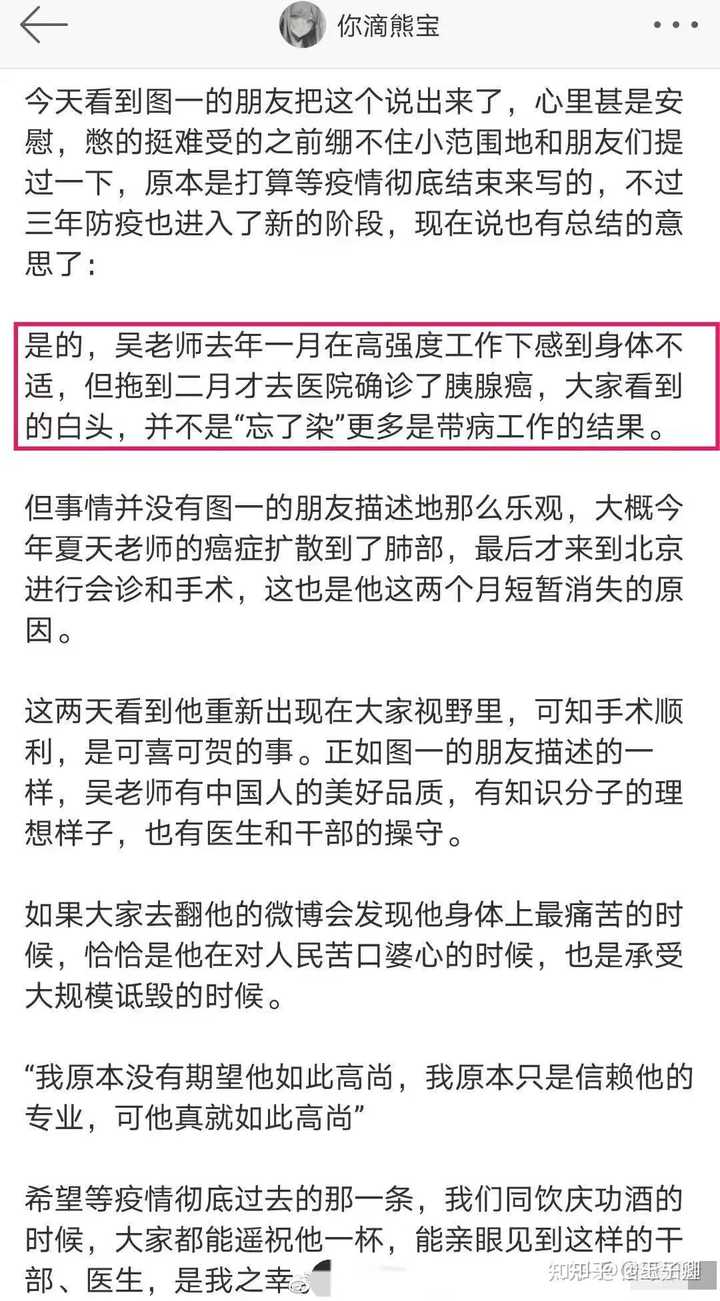 你滴熊宝
今天看到图一的朋友把这个说出来了，心里甚是安
慰，憋的挺难受的之前绷不住小范围地和朋友们提
过一下，原本是打算等疫情彻底结束来写的，不过
三年防疫也进入了新的阶段，现在说也有总结的意
思了：
是的，吴老师去年一月在高强度工作下感到身体不
适，但拖到二月才去医院确诊了胰腺癌，大家看到
的白头，并不是“忘了染”更多是带病工作的结果。
但事情并没有图一的朋友描述地那么乐观，大概今
年夏天老师的癌症扩散到了肺部，最后才来到北京
进行会诊和手术，这也是他这两个月短暂消失的原
因。
这两天看到他重新出现在大家视野里，可知手术顺
利，是可喜可贺的事。正如图一的朋友描述的一
样，吴老师有中国人的美好品质，有知识分子的理
想样子，也有医生和干部的操守。
如果大家去翻他的微博会发现他身体上最痛苦的时
候，恰恰是他在对人民苦口婆心的时候，也是承受
大规模诋毁的时候。
“我原本没有期望他如此高尚，我原本只是信赖他的
专业，可他真就如此高尚”
希望等疫情彻底过去的那一条，我们同饮庆功酒的
时候，大家都能遥祝他一杯，能亲眼见到这样的干
部、医生，是我之幸。